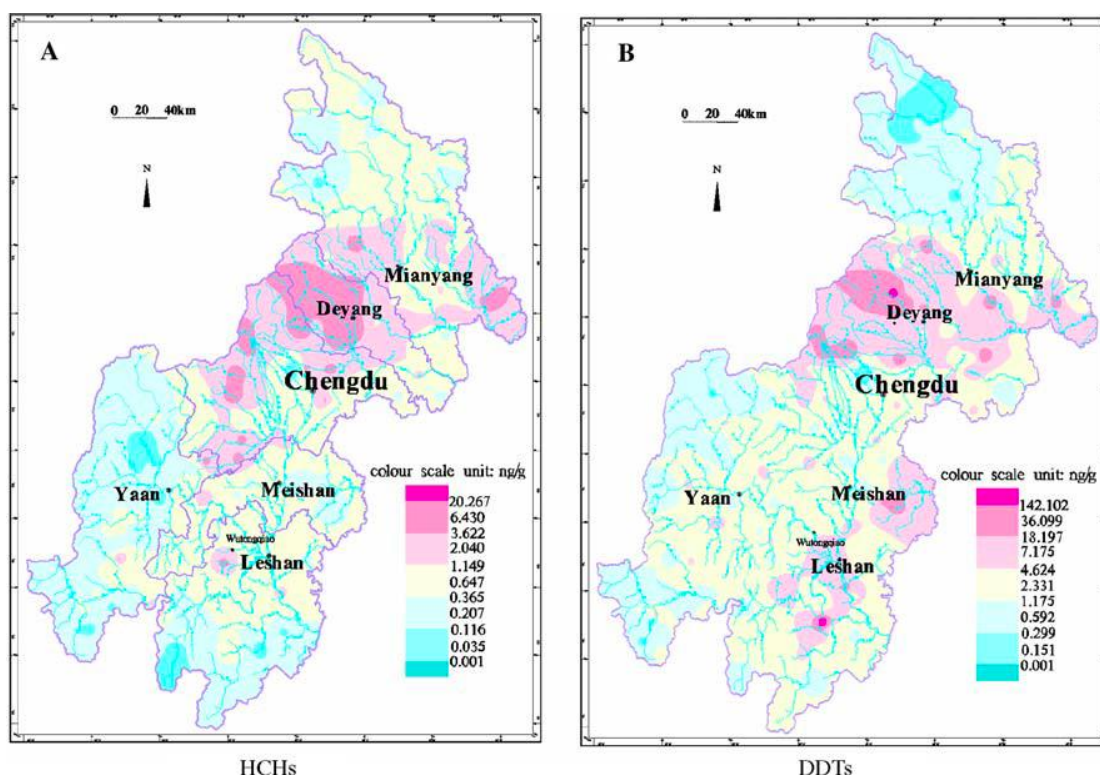 A
0 20 40km
N
Mianyang
Deyang
Chengdu
colour scale unit: ng/g
20.267
6.430
3.622
2.040
1.149
0.647
0.365
0.207
0.116
0.035
0.001
Yaan
Meishan
Wutongqiao
Leshan
HCHs
B
0 20 40km
N
Mianyang
Deyang
Chengdu
colour scale unit: ng/g
142.102
36.099
18.197
7.175
4.624
2.331
1.175
0.592
0.299
0.151
0.001
Yaan
Meishan
Wutongqiao
Leshan
DDTs